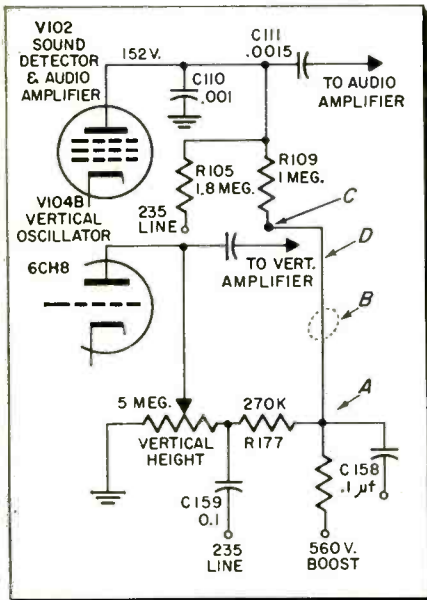 V102
SOUND
DETECTOR
& AUDIO
AMPLIFIER
152 V.
C111
.0015
C110
.001
TO AUDIO
AMPLIFIER
R105
1.8 MEG.
R109
1 MEG.
C
235
LINE
V104B
VERTICAL
OSCILLATOR
D
6CH8
TO VERT.
AMPLIFIER
B
A
5 MEG.
270K
VERTICAL
HEIGHT
R177
C158
.1 μf
C159
0.1
235
LINE
560 V.
BOOST